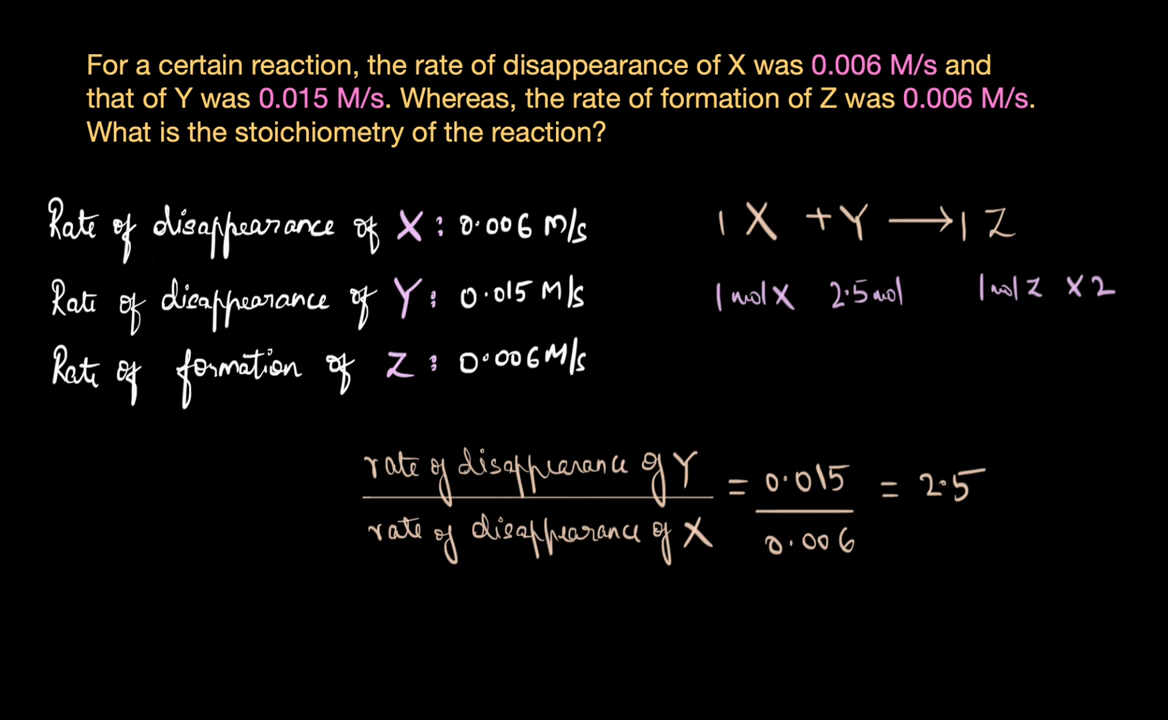 For a certain reaction, the rate of disappearance of X was 0.006 M/s and
that of Y was 0.015 M/s. Whereas, the rate of formation of Z was 0.006 M/s.
What is the stoichiometry of the reaction?
Rate of disappearance of X : 0.006 M/s
Rate of disappearance of Y : 0.015 M/s
Rate of formation of Z : 0.006 M/s
1 X + Y ⟶ 1 Z
1 mol X 2.5 mol 1 mol Z X 2
rate of disappearance of Y = 0.015 = 2.5
rate of disappearance of X 0.006